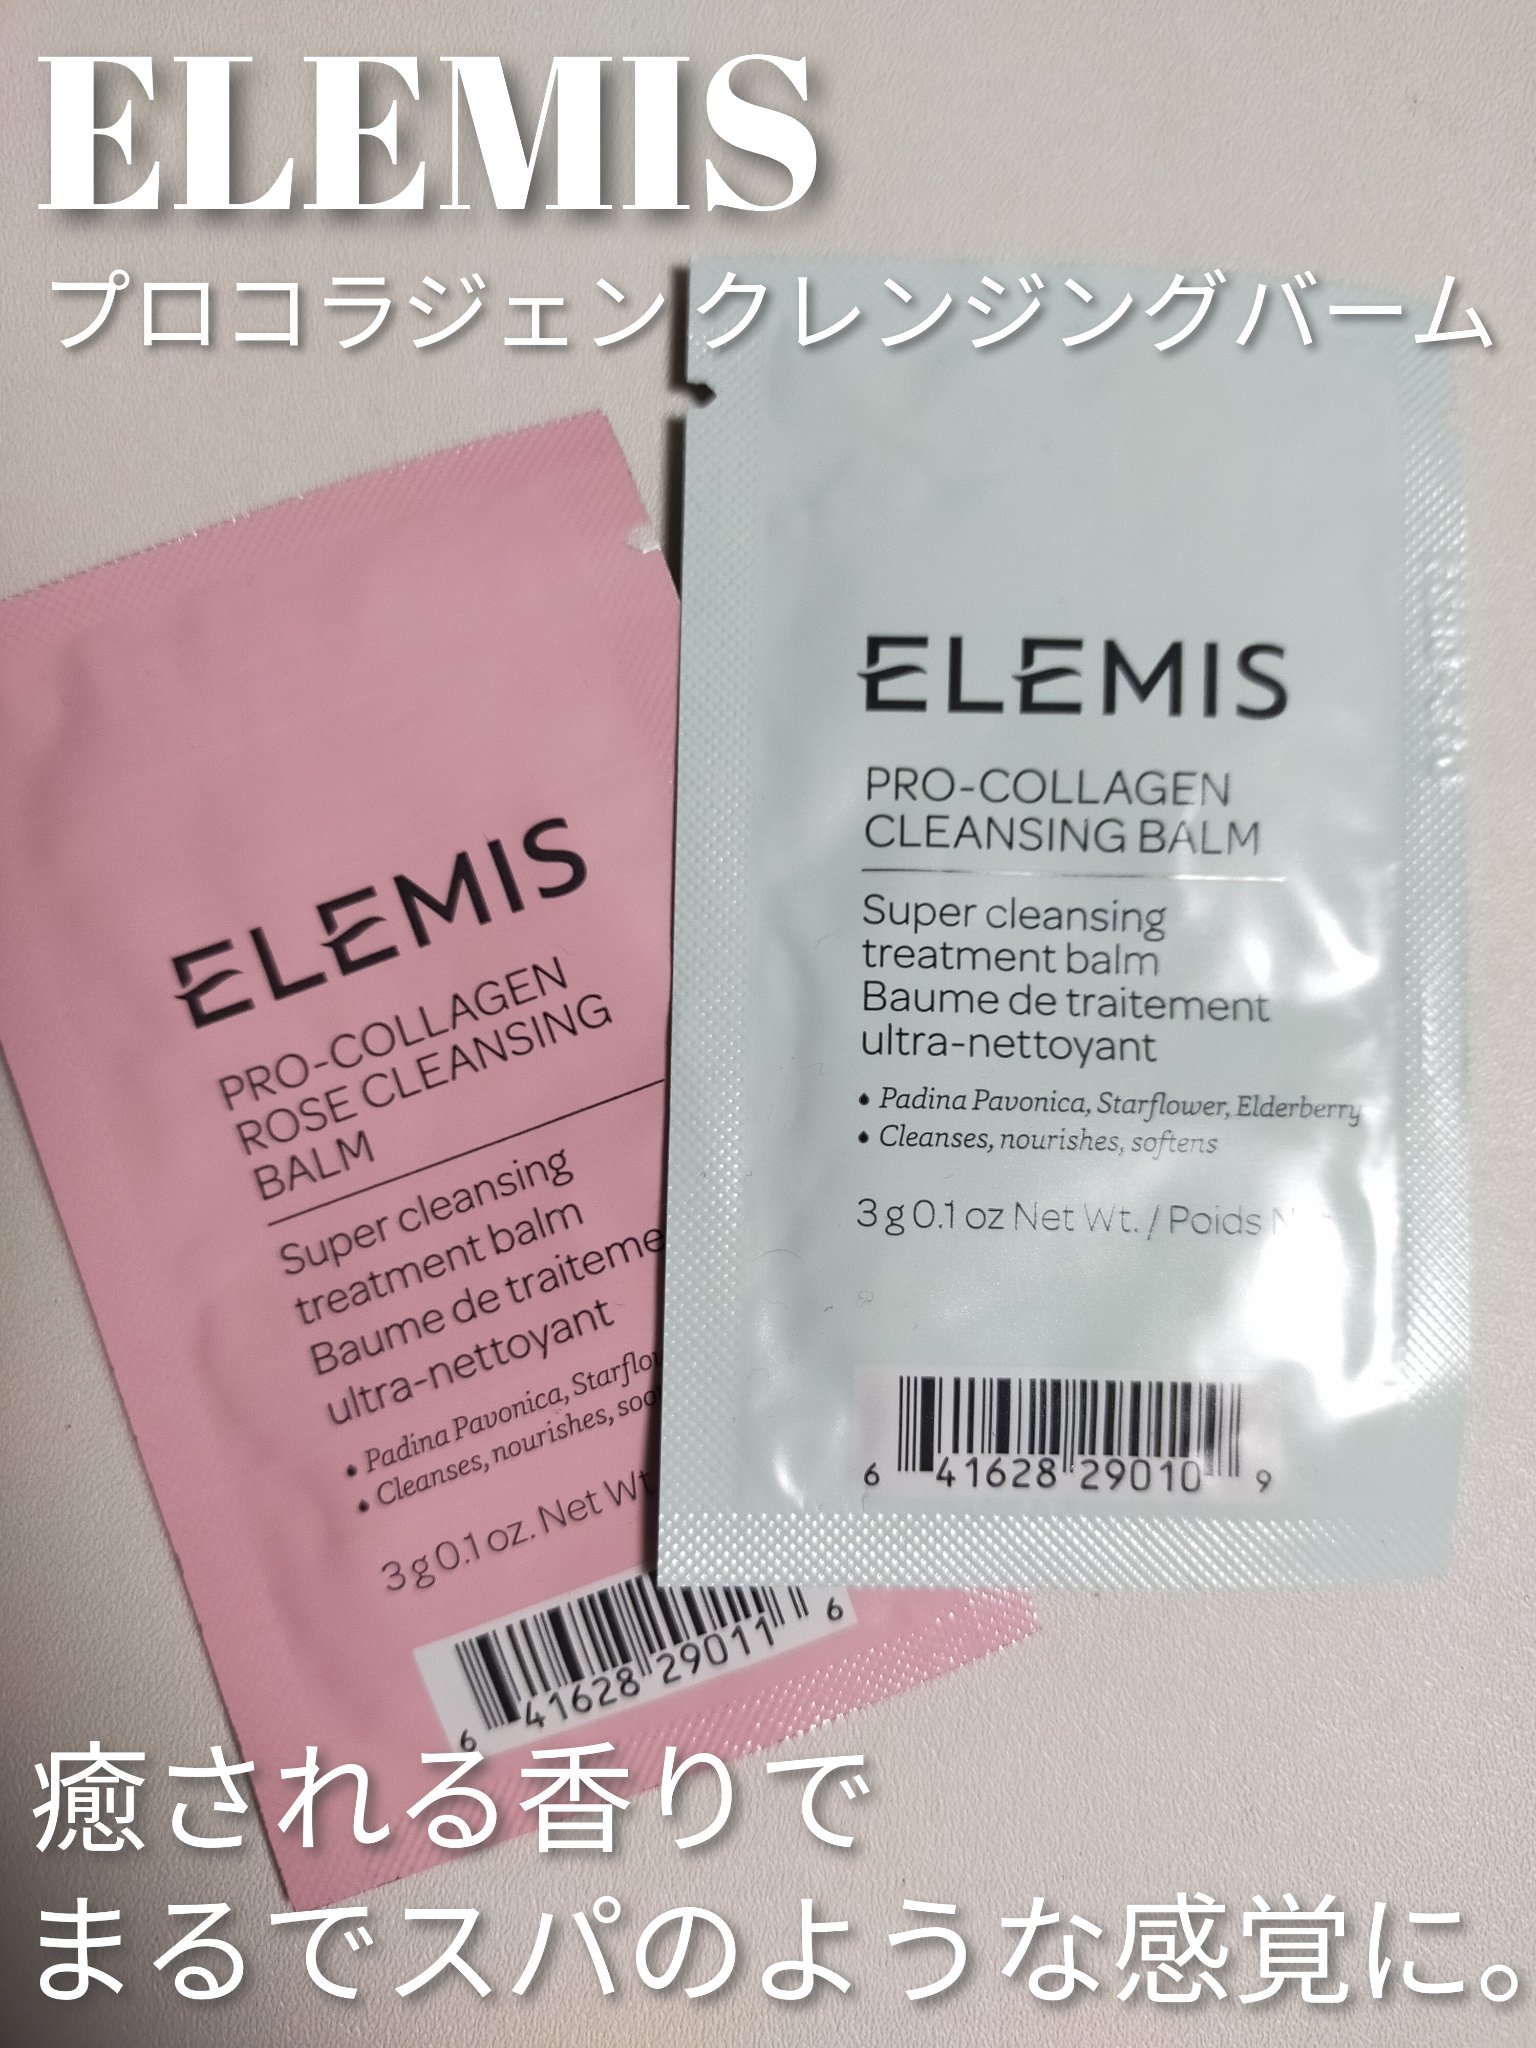 ELEMIS
プロコラジェン クレンジングバーム
ELEMIS
PRO-COLLAGEN
ROSE CLEANSING
BALM
Super cleansing
treatment balm
Baume de
ultra-nettoyant
• Padina Pavonica,
• Cleanses, nourishes,
3 g 0.1 oz. Net Wt
6 41628 29011 6
ELEMIS
PRO-COLLAGEN
CLEANSING BALM
Super cleansing
treatment balm
Baume de traitement
ultra-nettoyant
• Padina Pavonica, Starflower, Elderberry
• Cleanses, nourishes, softens
3 g 0.1 oz Net Wt. / Poids
6 41628 29010 9
癒される香りで
まるでスパのような感覚に。